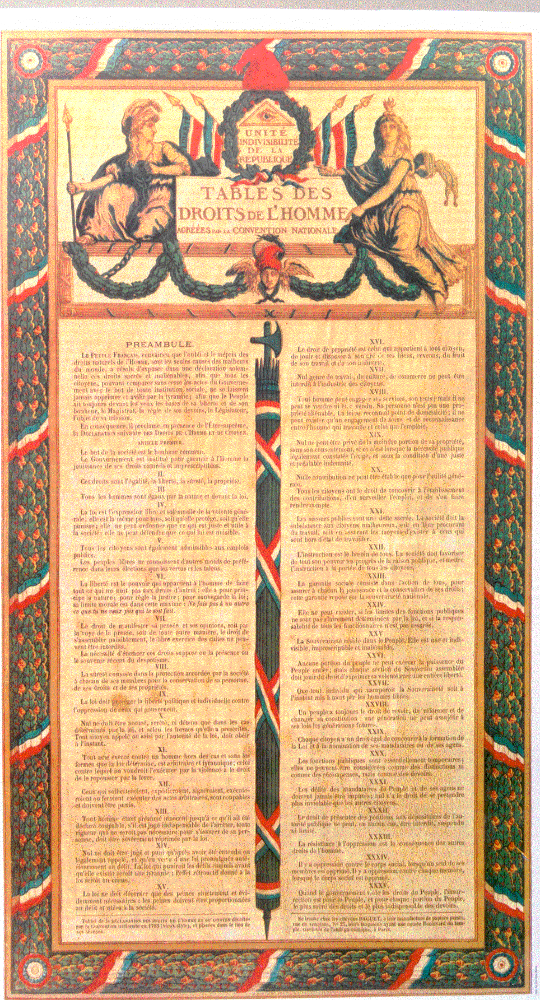 UNITÉ
INDIVISIBILITÉ
DE LA
REPUBLIQUE
TABLES DES
DROITS DE L'HOMME
AGRÉÉES PAR LA CONVENTION NATIONALE
PREAMBULE.
LE PEUPLE FRANÇAIS, convaincu que l'oubli et le mépris des
droits naturels de l'HOMME, sont les seules causes des malheurs
du monde, a résolu d'exposer dans une déclaration solem-
nelle ces droits sacrés et inaliénables, afin que tous les
citoyens, pouvant comparer sans cesse les actes du Gouverne-
ment avec le but de toute institution sociale, ne se laissent
jamais opprimer et avilir par la tyrannie; afin que le Peuple
ait toujours devant les yeux les bases de sa liberté et de son
bonheur, le Magistrat, la règle de ses devoirs, le Législateur,
l'objet de sa mission.
En conséquence, il proclame, en présence de l'Être-suprême,
la DÉCLARATION SUIVANTE DES DROITS DE L'HOMME ET DU CITOYEN.
ARTICLE PREMIER.
Le but de la société est le bonheur commun.
Le Gouvernement est institué pour garantir à l'Homme la
jouissance de ses droits naturels et imprescriptibles.
II.
Ces droits sont l'égalité, la liberté, la sûreté, la propriété.
III.
Tous les hommes sont égaux par la nature et devant la loi.
IV.
La loi est l'expression libre et solemnelle de la volonté géné-
rale; elle est la même pour tous, soit qu'elle protége, soit qu'elle
punisse; elle ne peut ordonner que ce qui est juste et utile à
la société; elle ne peut défendre que ce qui lui est nuisible.
V.
Tous les citoyens sont également admissibles aux emplois
publics.
Les peuples libres ne connoissent d'autres motifs de préfé-
rence dans leurs élections que les vertus et les talens.
VI.
La liberté est le pouvoir qui appartient à l'homme de faire
tout ce qui ne nuit pas aux droits d'autrui : elle a pour prin-
cipe la nature; pour règle la justice; pour sauvegarde la loi;
sa limite morale est dans cette maxime : Ne fais pas à un autre
ce que tu ne veux pas qui te soit fait.
VII.
Le droit de manifester sa pensée et ses opinions, soit par
la voye de la presse, soit de toute autre manière, le droit de
s'assembler paisiblement, le libre exercice des cultes ne peu-
vent être interdits.
La nécessité d'énoncer ces droits suppose ou la présence ou
le souvenir récent du despotisme.
VIII.
La sûreté consiste dans la protection accordée par la société
à chacun de ses membres pour la conservation de sa personne,
de ses droits et de ses propriétés.
IX.
La loi doit protéger la liberté politique et individuelle contre
l'oppression de ceux qui gouvernent.
X.
Nul ne doit être accusé, arrêté, ni détenu que dans les cas
déterminés par la loi, et selon les formes qu'elle a prescrites.
Tout citoyen appelé ou saisi par l'autorité de la loi, doit obéir
à l'instant.
XI.
Tout acte exercé contre un homme hors des cas et sans les
formes que la loi détermine, est arbitraire et tyrannique; celui
contre lequel on voudroit l'exécuter par la violence a le droit
de le repousser par la force.
XII.
Ceux qui solliciteroient, expédieroient, signeroient, exécute-
roient ou feroient exécuter des actes arbitraires, sont coupables
et doivent être punis.
XIII.
Tout homme étant présumé innocent jusqu'à ce qu'il ait été
déclaré coupable, s'il est jugé indispensable de l'arrêter, toute
rigueur qui ne seroit pas nécessaire pour s'assurer de sa per-
sonne, doit être sévèrement réprimée par la loi.
XIV.
Nul ne doit être jugé et puni qu'après avoir été entendu ou
légalement appelé, et qu'en vertu d'une loi promulguée anté-
rieurement au délit. La loi qui puniroit les délits commis avant
qu'elle existât seroit une tyrannie : l'effet rétroactif donné à la
loi seroit un crime.
XV.
La loi ne doit décerner que des peines strictement et évi-
demment nécessaires : les peines doivent être proportionnées
au délit et utiles à la société.
Tables de la DÉCLARATION DES DROITS DE L'HOMME ET DU CITOYEN décrétés
par la Convention nationale en 1793 (vieux style), et placées dans le lieu de
ses séances.
XVI.
Le droit de propriété est celui qui appartient à tout citoyen,
de jouir et disposer à son gré de ses biens, revenus, du fruit
de son travail et de son industrie.
XVII.
Nul genre de travail, de culture, de commerce ne peut être
interdit à l'industrie des citoyens.
XVIII.
Tout homme peut engager ses services, son tems; mais il ne
peut se vendre ni être vendu. Sa personne n'est pas une pro-
priété aliénable. La loi ne reconnoit point de domesticité; il ne
peut exister qu'un engagement de soins et de reconnaissance
entre l'homme qui travaille et celui qui l'emploie.
XIX.
Nul ne peut être privé de la moindre portion de sa propriété,
sans son consentement, si ce n'est lorsque la nécessité publique
légalement constatée l'exige, et sous la condition d'une juste
et préalable indemnité.
XX.
Nulle contribution ne peut être établie que pour l'utilité géné-
rale.
Tous les citoyens ont le droit de concourir à l'établissement
des contributions, d'en surveiller l'emploi, et de s'en faire
rendre compte.
XXI.
Les secours publics sont une dette sacrée. La société doit la
subsistance aux citoyens malheureux, soit en leur procurant
du travail, soit en assurant les moyens d'exister à ceux qui
sont hors d'état de travailler.
XXII.
L'instruction est le besoin de tous. La société doit favoriser
de tout son pouvoir les progrès de la raison publique, et mettre
l'instruction à la portée de tous les citoyens.
XXIII.
La garantie sociale consiste dans l'action de tous, pour
assurer à chacun la jouissance et la conservation de ses droits;
cette garantie repose sur la souveraineté nationale.
XXIV.
Elle ne peut exister, si les limites des fonctions publiques
ne sont pas clairement déterminées par la loi, et si la respon-
sabilité de tous les fonctionnaires n'est pas assurée.
XXV.
La Souveraineté réside dans le Peuple. Elle est une et indi-
visible, imprescriptible et inaliénable.
XXVI.
Aucune portion du peuple ne peut exercer la puissance du
Peuple entier; mais chaque section du Souverain assemblée
doit jouir du droit d'exprimer sa volonté avec une entière liberté.
XXVII.
Que tout individu qui usurperoit la Souveraineté soit à
l'instant mis à mort par les hommes libres.
XXVIII.
Un peuple a toujours le droit de revoir, de réformer et de
changer sa constitution : une génération ne peut assujétir à
ses lois les générations futures.
XXIX.
Chaque citoyen a un droit égal de concourir à la formation de
la Loi et à la nomination de ses mandataires ou de ses agens.
XXX.
Les fonctions publiques sont essentiellement temporaires;
elles ne peuvent être considérées comme des distinctions ni
comme des récompenses, mais comme des devoirs.
XXXI.
Les délits des mandataires du Peuple et de ses agens ne
doivent jamais être impunis; nul n'a le droit de se prétendre
plus inviolable que les autres citoyens.
XXXII.
Le droit de présenter des pétitions aux dépositaires de l'au-
torité publique ne peut, en aucun cas, être interdit, suspendu
ni limité.
XXXIII.
La résistance à l'oppression est la conséquence des autres
droits de l'homme.
XXXIV.
Il y a oppression contre le corps social, lorsqu'un seul de ses
membres est opprimé. Il y a oppression contre chaque membre,
lorsque le corps social est opprimé.
XXXV.
Quand le gouvernement viole les droits du Peuple, l'insur-
rection est pour le Peuple, et pour chaque portion du Peuple,
le plus sacré des droits et le plus indispensable des devoirs.
Se trouve chez les citoyens DAGUET, à leur manufacture de papiers peints,
rue de vendôme, N° 27, leurs magasins ayant une entrée Boulevard du tem-
ple, vis-à-vis de l'ambigu-comique, à Paris.